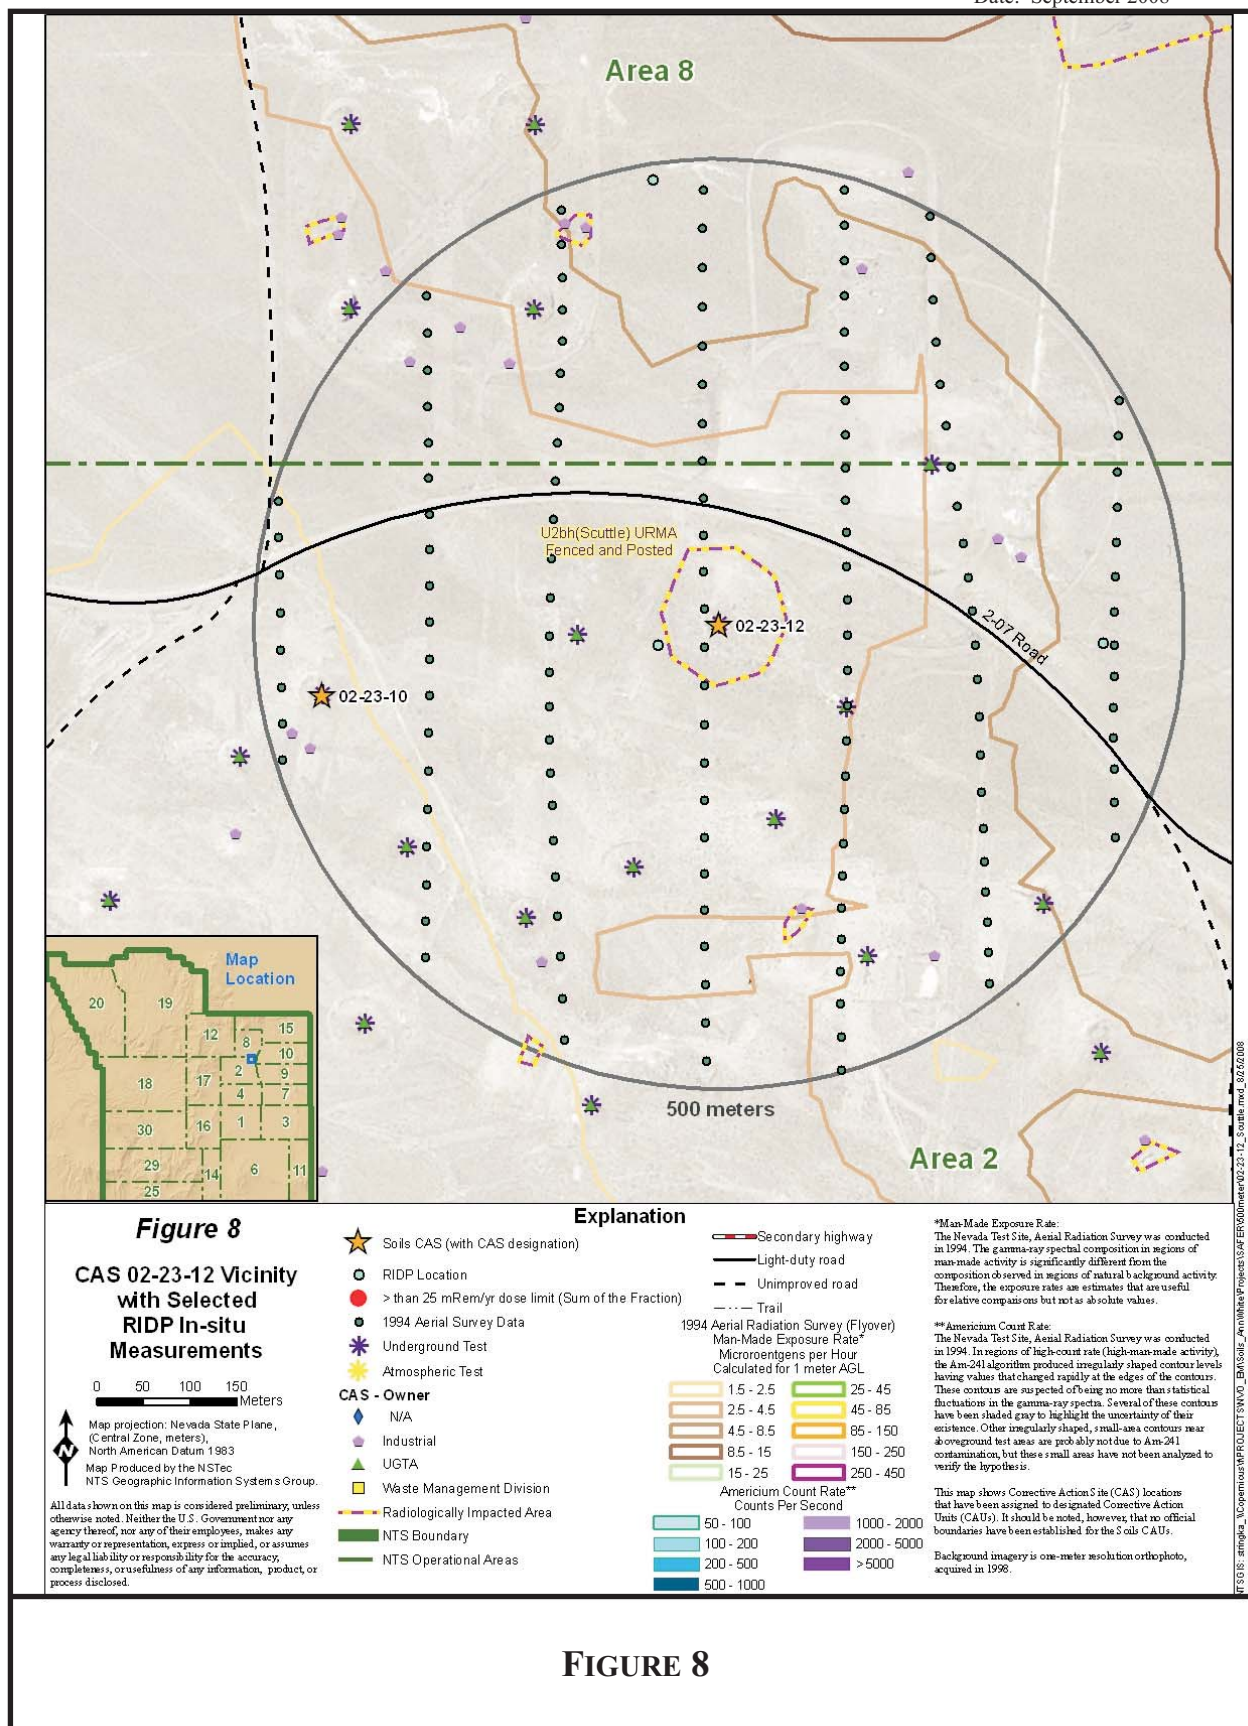 Date: September 2008
Area 8
U2bh(Scuttle) URMA
Fenced and Posted
02-23-12
2-07 Road
02-23-10
Map
Location
20
19
12
8
15
10
2
9
18
17
4
7
30
16
1
3
29
14
6
11
25
500 meters
Area 2
Figure 8
CAS 02-23-12 Vicinity
with Selected
RIDP In-situ
Measurements
0 50 100 150
Meters
N
Map projection: Nevada State Plane,
(Central Zone, meters),
North American Datum 1983
Map Produced by the NSTec
NTS Geographic Information Systems Group.
All data shown on this map is considered preliminary, unless
otherwise noted. Neither the U.S. Government nor any
agency thereof, nor any of their employees, makes any
warranty or representation, express or implied, or assumes
any legal liability or responsibility for the accuracy,
completeness, or usefulness of any information, product, or
process disclosed.
Explanation
Soils CAS (with CAS designation)
RIDP Location
> than 25 mRem/yr dose limit (Sum of the Fraction)
1994 Aerial Survey Data
Underground Test
Atmospheric Test
CAS - Owner
N/A
Industrial
UGTA
Waste Management Division
Radiologically Impacted Area
NTS Boundary
NTS Operational Areas
Secondary highway
Light-duty road
Unimproved road
Trail
1994 Aerial Radiation Survey (Flyover)
Man-Made Exposure Rate*
Microroentgens per Hour
Calculated for 1 meter AGL
1.5 - 2.5 25 - 45
2.5 - 4.5 45 - 85
4.5 - 8.5 85 - 150
8.5 - 15 150 - 250
15 - 25 250 - 450
Americium Count Rate**
Counts Per Second
50 - 100 1000 - 2000
100 - 200 2000 - 5000
200 - 500 >5000
500 - 1000
*Man-Made Exposure Rate:
The Nevada Test Site, Aerial Radiation Survey was conducted
in 1994. The gamma-ray spectral composition in regions of
man-made activity is significantly different from the
composition observed in regions of natural background activity.
Therefore, the exposure rates are estimates that are useful
for elative comparisons but not as absolute values.
**Americium Count Rate:
The Nevada Test Site, Aerial Radiation Survey was conducted
in 1994. In regions of high-count rate (high-man-made activity),
the Am-241 algorithm produced irregularly shaped contour levels
having values that changed rapidly at the edges of the contours.
These contours are suspected of being no more than statistical
fluctuations in the gamma-ray spectra. Several of these contours
have been shaded gray to highlight the uncertainty of their
existence. Other irregularly shaped, small-area contours near
aboveground test areas are probably not due to Am-241
contamination, but these small areas have not been analyzed to
verify the hypothesis.
This map shows Corrective Action Site (CAS) locations
that have been assigned to designated Corrective Action
Units (CAUs). It should be noted, however, that no official
boundaries have been established for the Soils CAUs.
Background imagery is one-meter resolution orthophoto,
acquired in 1998.
FIGURE 8